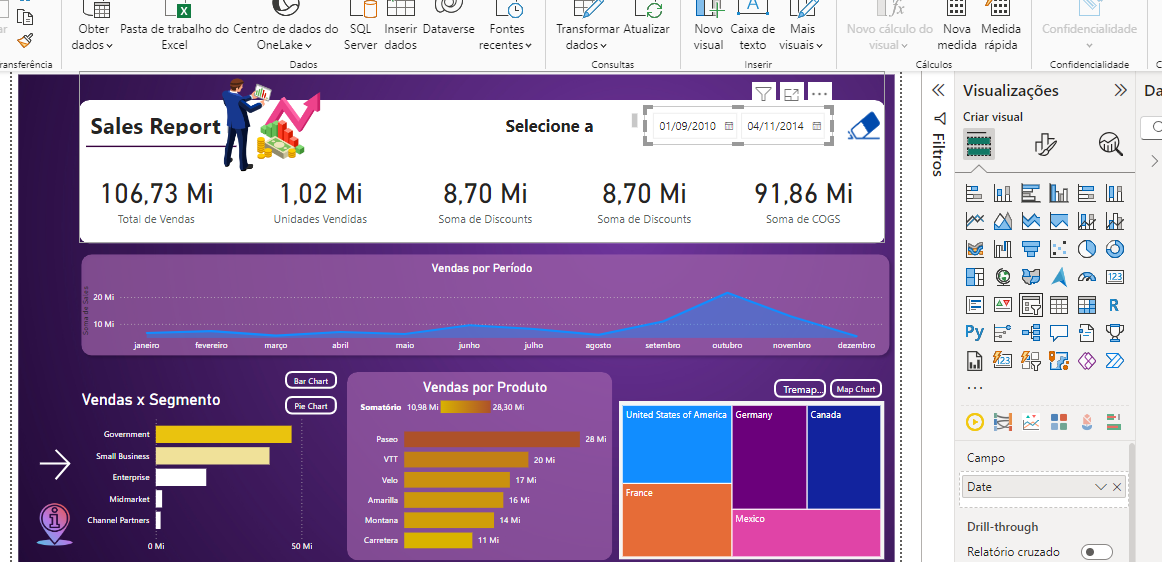 Obter
dados
Pasta de trabalho do
Excel
Centro de dados do
OneLake
SQL
Server
Inserir
dados
Dataverse
Fontes
recentes
Transformar
dados
Atualizar
Novo
visual
Caixa de
texto
Mais
visuais
Novo cálculo do
visual
Nova
medida
Medida
rápida
Confidencialidade
ransferência
Dados
Consultas
Inserir
Cálculos
Confidencialidade
Sales Report
Selecione a
01/09/2010
04/11/2014
106,73 Mi
Total de Vendas
1,02 Mi
Unidades Vendidas
8,70 Mi
Soma de Discounts
8,70 Mi
Soma de Discounts
91,86 Mi
Soma de COGS
Vendas por Período
Soma de Sales
20 Mi
10 Mi
janeiro fevereiro março abril maio junho julho agosto setembro outubro novembro dezembro
Vendas x Segmento
Bar Chart
Pie Chart
Government
Small Business
Enterprise
Midmarket
Channel Partners
0 Mi 50 Mi
Vendas por Produto
Somatório 10,98 Mi 28,30 Mi
Paseo 28 Mi
VTT 20 Mi
Velo 17 Mi
Amarilla 16 Mi
Montana 14 Mi
Carretera 11 Mi
Tremap...
Map Chart
United States of America
Germany
Canada
France
Mexico
Filtros
Visualizações
Criar visual
123
R
Py
123
...
Campo
Date
Drill-through
Relatório cruzado
Da